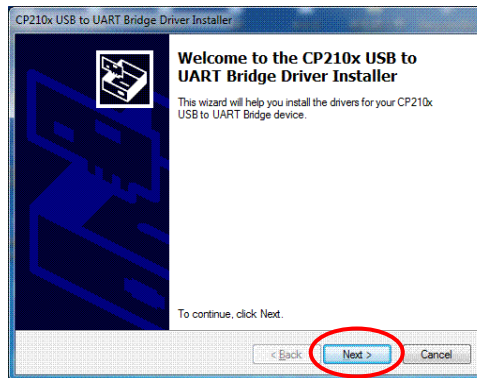 CP210x USB to UART Bridge Driver Installer
Welcome to the CP210x USB to
UART Bridge Driver Installer
This wizard will help you install the drivers for your CP210x
USB to UART Bridge device.
To continue, click Next.
< Back
Next >
Cancel